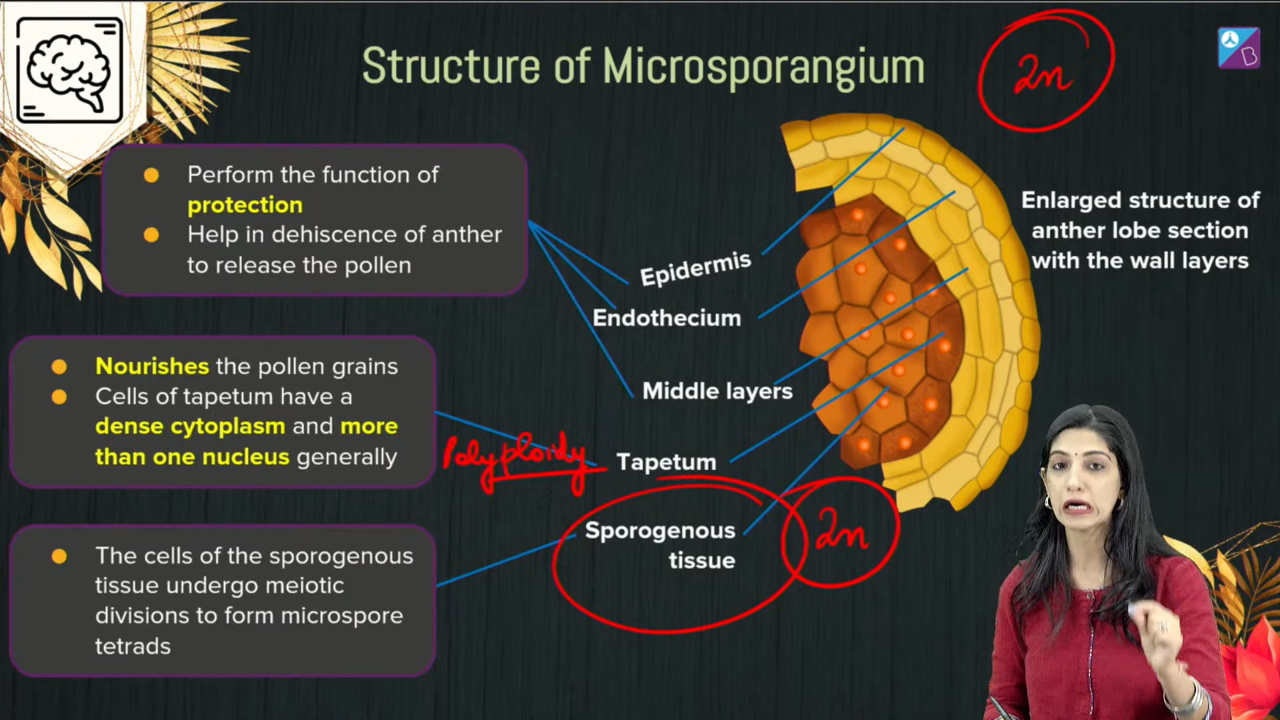 Structure of Microsporangium
2n
Perform the function of
protection
Help in dehiscence of anther
to release the pollen
Enlarged structure of
anther lobe section
with the wall layers
Epidermis
Endothecium
Middle layers
Nourishes the pollen grains
Cells of tapetum have a
dense cytoplasm and more
than one nucleus generally
Polyploidy
Tapetum
Sporogenous
tissue
2n
The cells of the sporogenous
tissue undergo meiotic
divisions to form microspore
tetrads
B